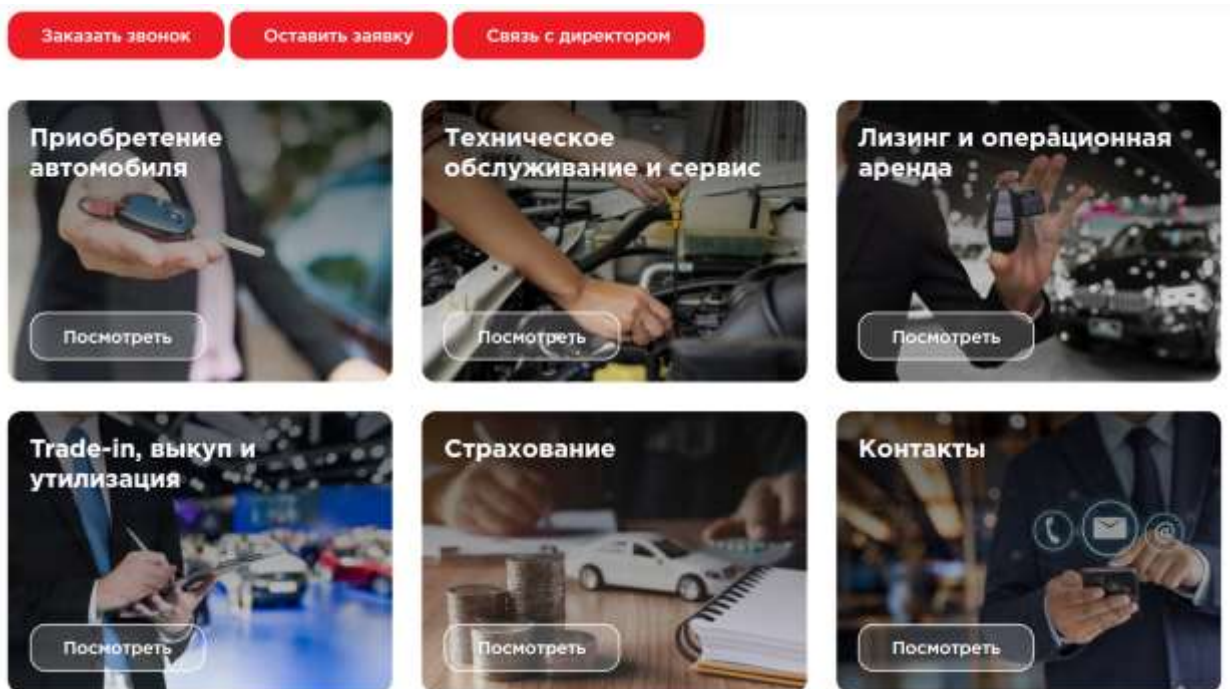 Заказать звонок
Оставить заявку
Связь с директором
Приобретение
автомобиля
Посмотреть
Техническое
обслуживание и сервис
Посмотреть
Лизинг и операционная
аренда
Посмотреть
Trade-in, выкуп и
утилизация
Посмотреть
Страхование
Посмотреть
Контакты
Посмотреть